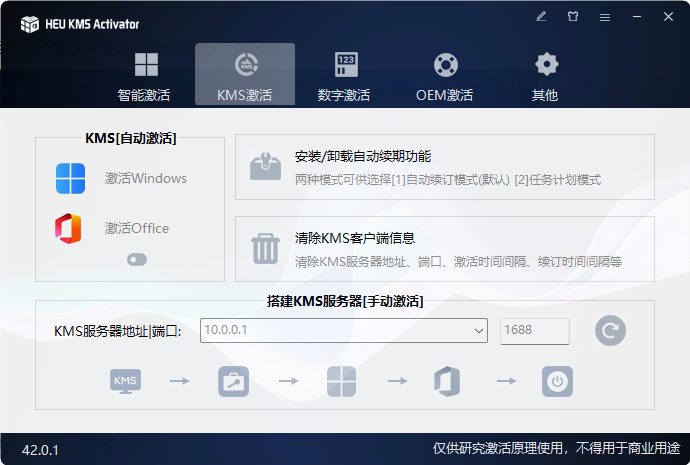 HEU KMS Activator
智能激活
KMS激活
数字激活
OEM激活
其他
KMS[自动激活]
激活Windows
激活Office
安装/卸载自动续期功能
两种模式可供选择[1]自动续订模式(默认) [2]任务计划模式
清除KMS客户端信息
清除KMS服务器地址、端口、激活时间间隔、续订时间间隔等
搭建KMS服务器[手动激活]
KMS服务器地址|端口:
10.0.0.1
1688
KMS
42.0.1
仅供研究激活原理使用，不得用于商业用途